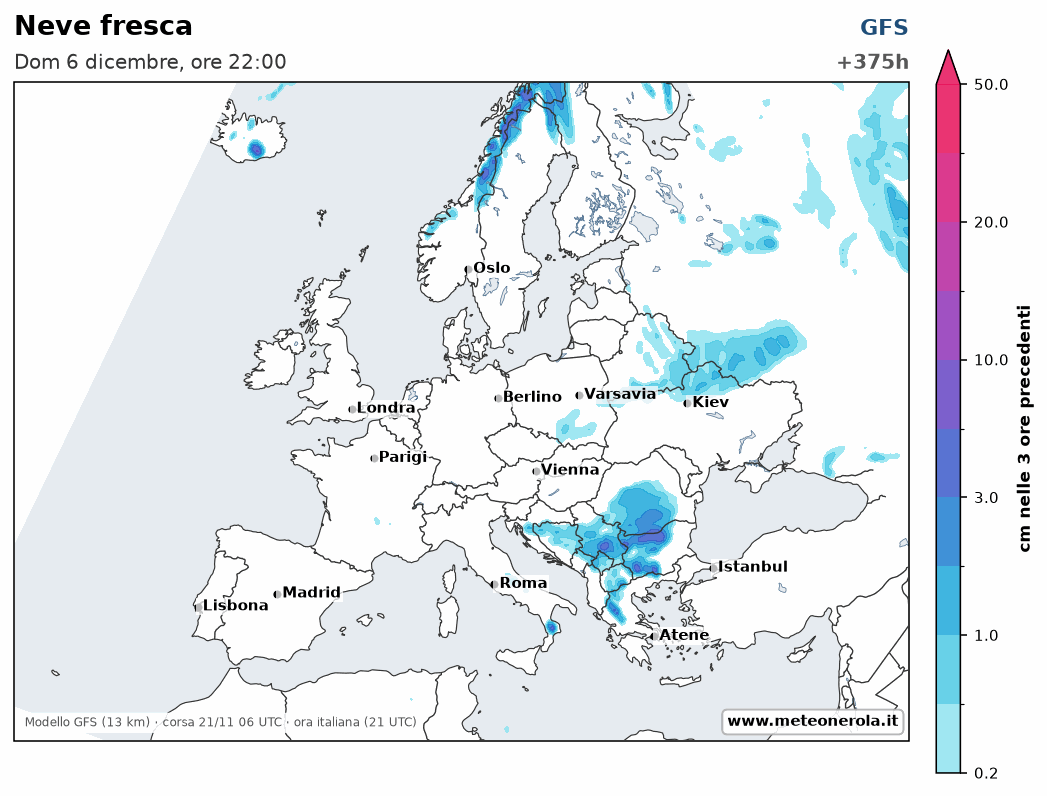 Neve fresca
GFS
Dom 6 dicembre, ore 22:00
+375h
50.0
20.0
10.0
3.0
1.0
0.2
cm nelle 3 ore precedenti
Oslo
Berlino
Varsavia
Kiev
Londra
Parigi
Vienna
Istanbul
Roma
Madrid
Lisbona
Atene
Modello GFS (13 km) · corsa 21/11 06 UTC · ora italiana (21 UTC)
www.meteonerola.it